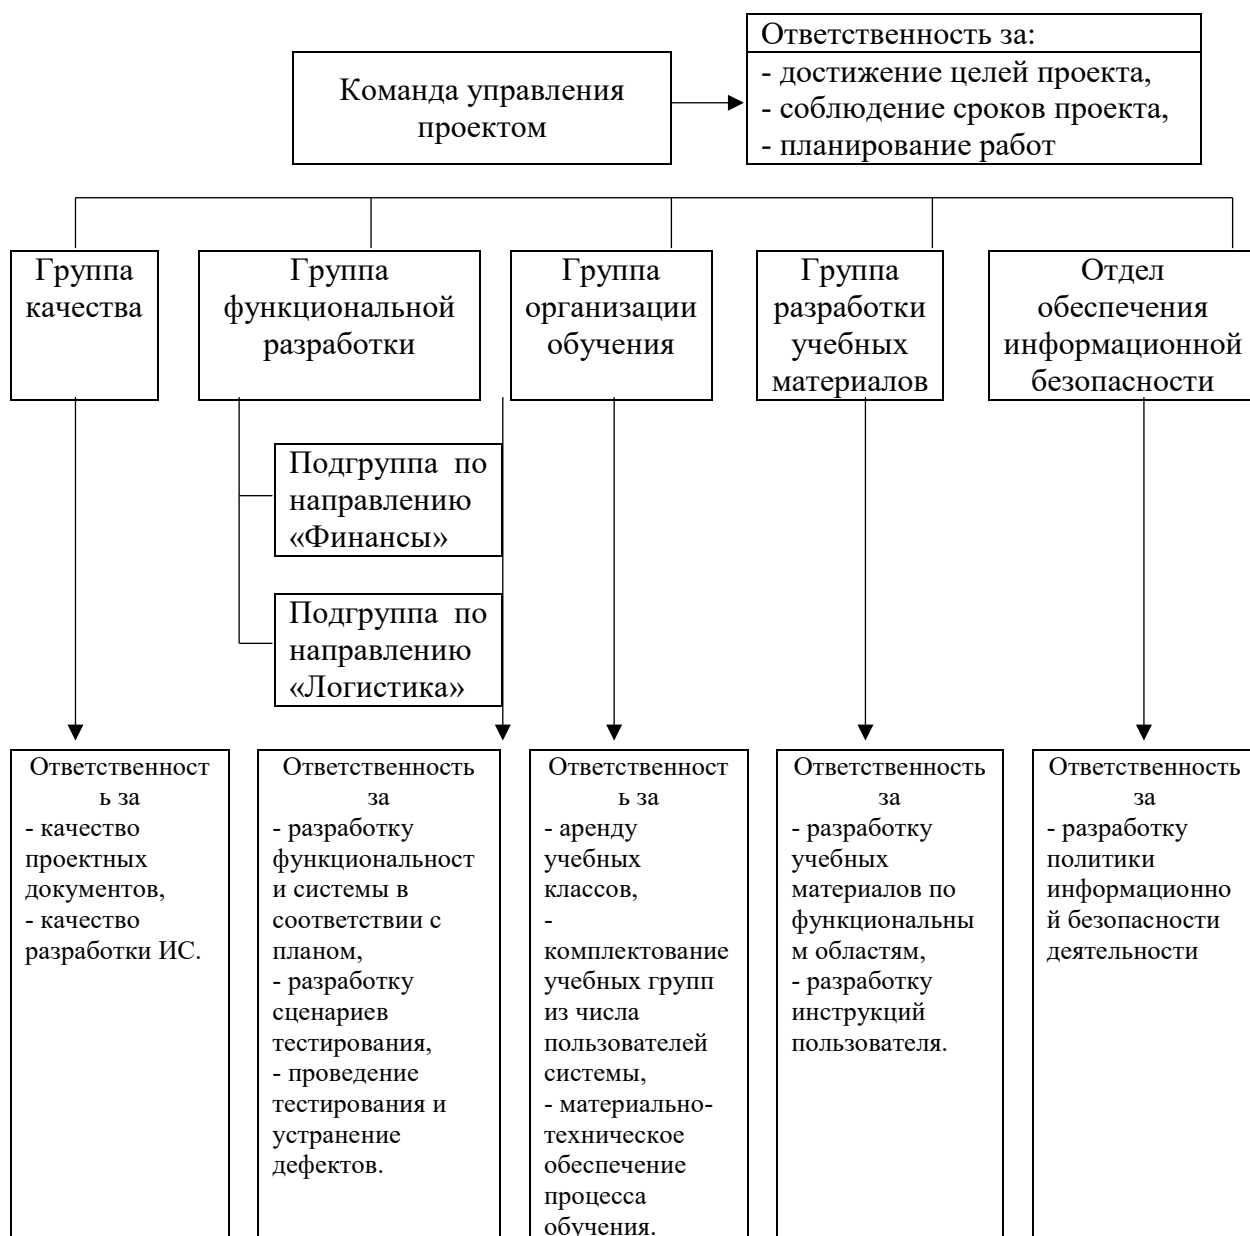 Команда управления
проектом
Ответственность за:
- достижение целей проекта,
- соблюдение сроков проекта,
- планирование работ
Группа
качества
Группа
функциональной
разработки
Группа
организации
обучения
Группа
разработки
учебных
материалов
Отдел
обеспечения
информационной
безопасности
Подгруппа по
направлению
«Финансы»
Подгруппа по
направлению
«Логистика»
Ответственност
ь за
- качество
проектных
документов,
- качество
разработки ИС.
Ответственность
за
- разработку
функциональност
и системы в
соответствии с
планом,
- разработку
сценариев
тестирования,
- проведение
тестирования и
устранение
дефектов.
Ответственност
ь за
- аренду
учебных
классов,
-
комплектование
учебных групп
из числа
пользователей
системы,
- материально-
техническое
обеспечение
процесса
обучения.
Ответственность
за
- разработку
учебных
материалов по
функциональны
м областям,
- разработку
инструкций
пользователя.
Ответственность
за
- разработку
политики
информационно
й безопасности
деятельности